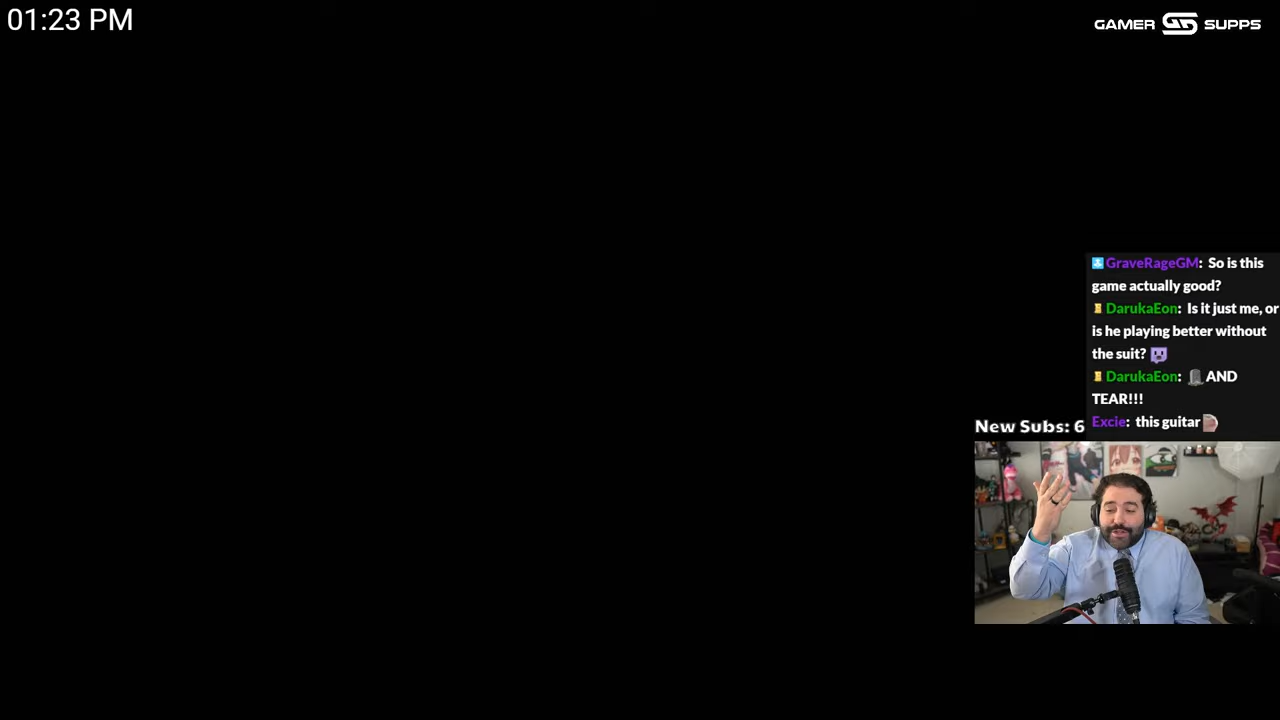 01:23 PM
GAMER GS SUPPS
GraveRageGM: So is this
game actually good?
DarukaEon: Is it just me, or
is he playing better without
the suit?
DarukaEon: AND
TEAR!!!
Excie: this guitar
New Subs: 6